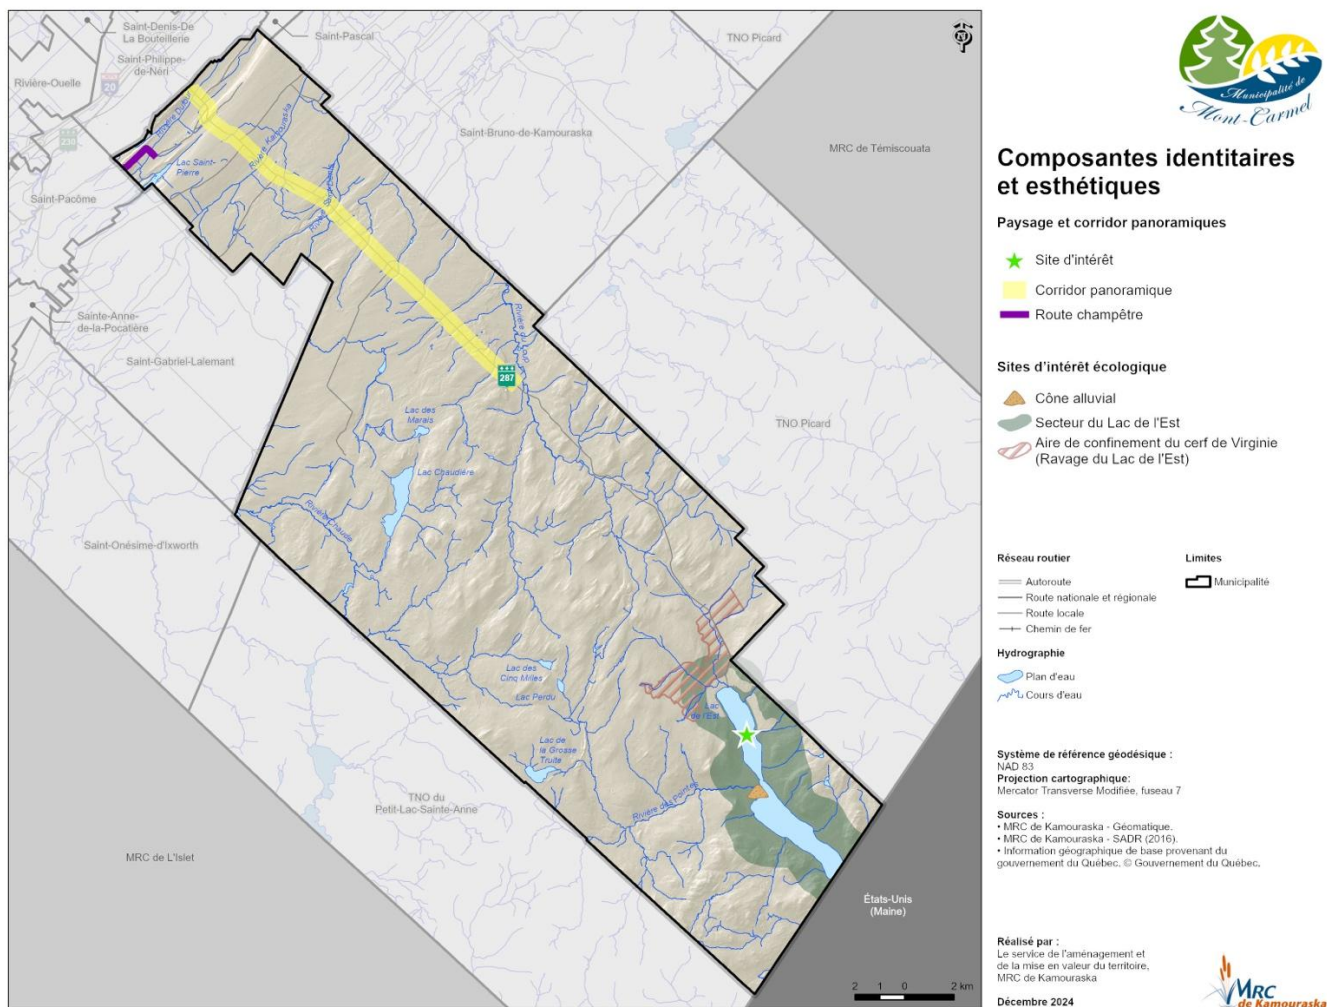 Saint-Denis-De
La Bouteillerie
Saint-Pascal
TNO Picard
Saint-Philippe-
de-Néri
Rivière-Ouelle
20
230
Saint-Bruno-de-Kamouraska
MRC de Témiscouata
Rivière Kamouraska
Lac Saint-
Pierre
Saint-Pacôme
Rivière Saint-Denis
Sainte-Anne-
de-la-Pocatière
Saint-Gabriel-Lalemant
Rivière du Loup
287
Lac des
Marais
TNO Picard
Lac Chaudière
Rivière Chaude
Saint-Onésime-d'Ixworth
Lac des
Cinq Milles
Lac Perdu
Lac
de l'Est
Lac de
la Grosse
Truite
Rivière des Pointes
TNO du
Petit-Lac-Sainte-Anne
MRC de L'Islet
États-Unis
(Maine)
2 1 0 2 km
N
Municipalité de
Mont-Carmel
Composantes identitaires
et esthétiques
Paysage et corridor panoramiques
Site d'intérêt
Corridor panoramique
Route champêtre
Sites d'intérêt écologique
Cône alluvial
Secteur du Lac de l'Est
Aire de confinement du cerf de Virginie
(Ravage du Lac de l'Est)
Réseau routier
Autoroute
Route nationale et régionale
Route locale
Chemin de fer
Limites
Municipalité
Hydrographie
Plan d'eau
Cours d'eau
Système de référence géodésique :
NAD 83
Projection cartographique:
Mercator Transverse Modifiée, fuseau 7
Sources :
• MRC de Kamouraska - Géomatique.
• MRC de Kamouraska - SADR (2016).
• Information géographique de base provenant du
gouvernement du Québec. © Gouvernement du Québec.
Réalisé par :
Le service de l'aménagement et
de la mise en valeur du territoire,
MRC de Kamouraska
Décembre 2024
MRC
de Kamouraska